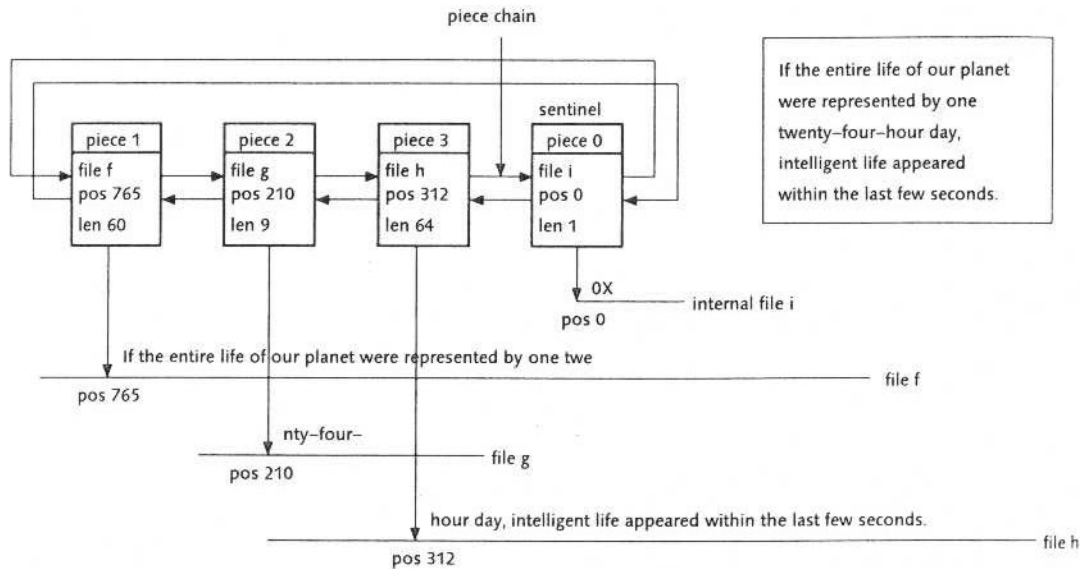 piece chain
If the entire life of our planet
were represented by one
twenty–four–hour day,
intelligent life appeared
within the last few seconds.
sentinel
piece 1
file f
pos 765
len 60
piece 2
file g
pos 210
len 9
piece 3
file h
pos 312
len 64
piece 0
file i
pos 0
len 1
0X
internal file i
pos 0
If the entire life of our planet were represented by one twe
file f
pos 765
nty–four–
file g
pos 210
hour day, intelligent life appeared within the last few seconds.
file h
pos 312